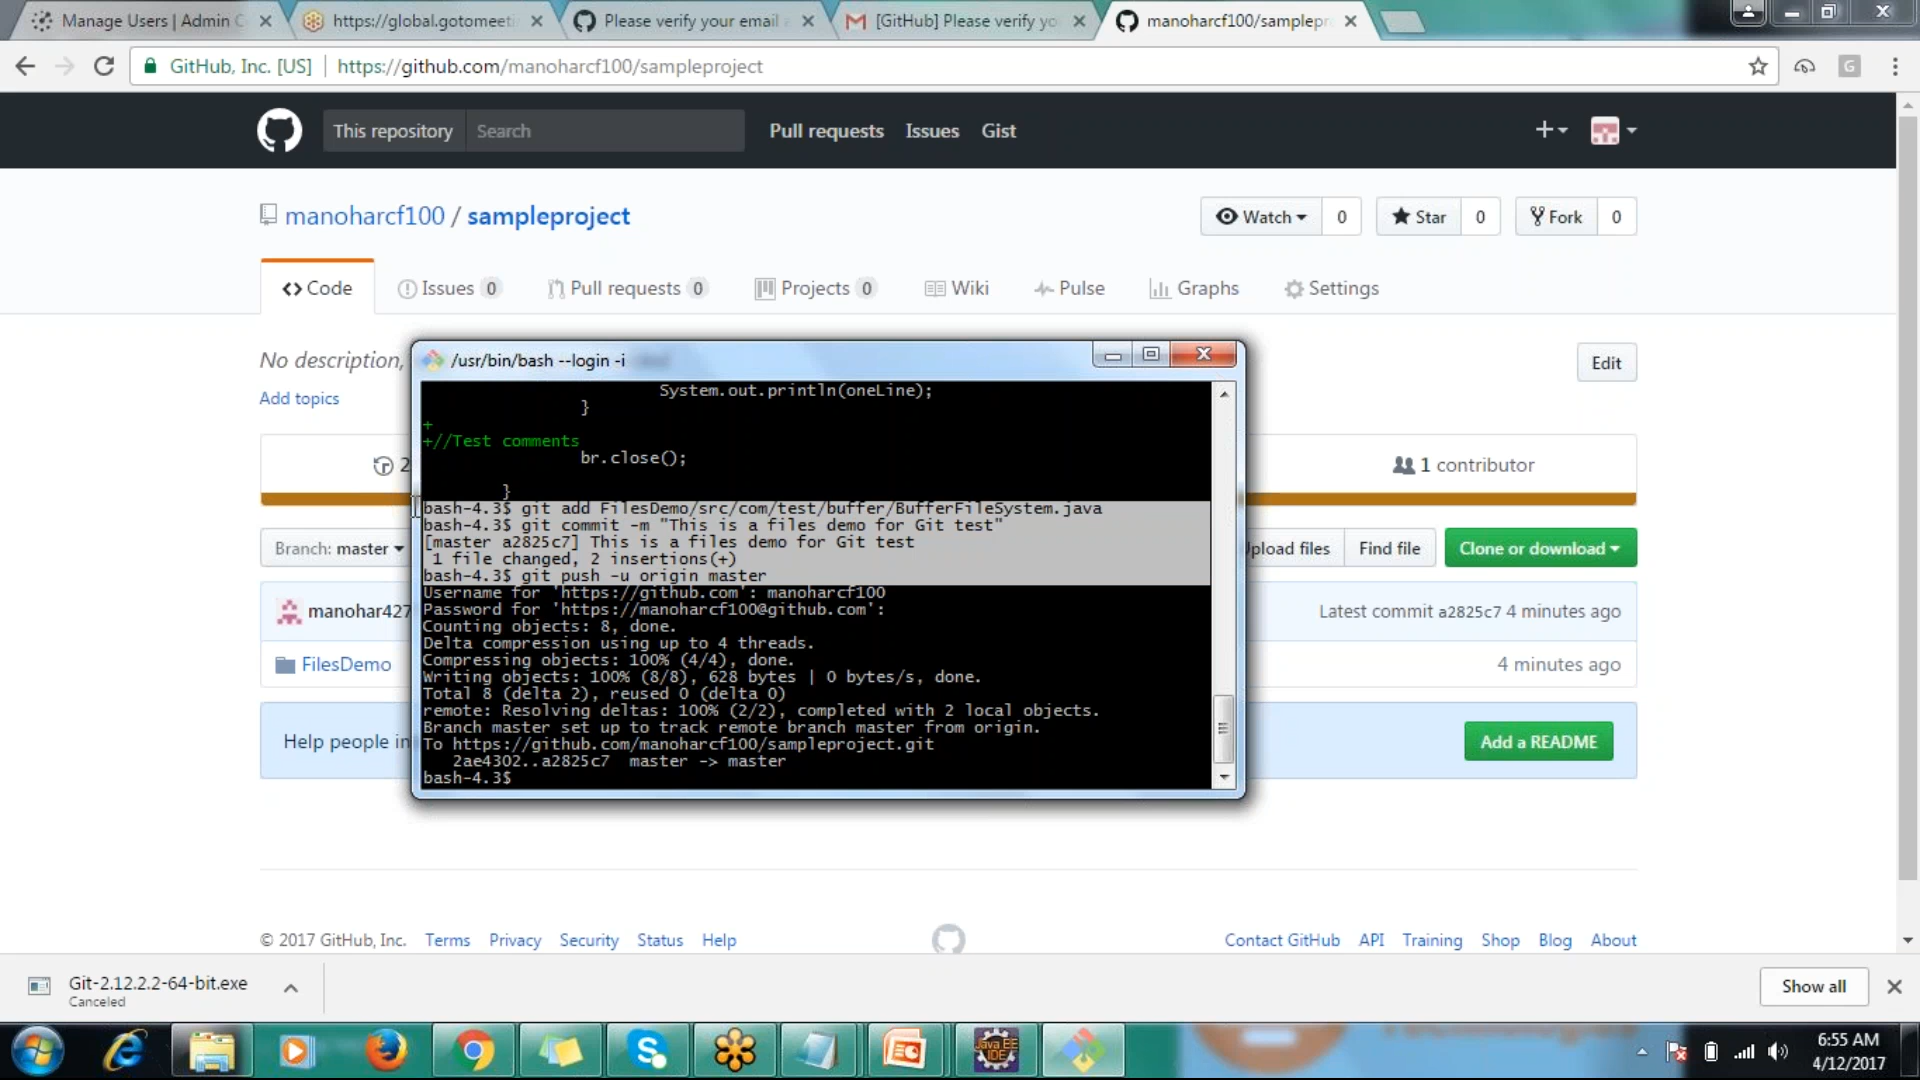 Manage Users | Admin C
https://global.gotomeeti
Please verify your email
[GitHub] Please verify yo
manoharcf100/samplepr
GitHub, Inc. [US]
https://github.com/manoharcf100/sampleproject
G
This repository
Search
Pull requests
Issues
Gist
manoharcf100 / sampleproject
Watch
0
Star
0
Fork
0
Code
Issues 0
Pull requests 0
Projects 0
Wiki
Pulse
Graphs
Settings
No description,
Edit
Add topics
2
1 contributor
Branch: master
pload files
Find file
Clone or download
manohar427
Latest commit a2825c7 4 minutes ago
FilesDemo
4 minutes ago
Help people in
Add a README
/usr/bin/bash --login -i
System.out.println(oneLine);
}
+
+//Test comments
br.close();
}
bash-4.3$ git add FilesDemo/src/com/test/buffer/BufferFileSystem.java
bash-4.3$ git commit -m "This is a files demo for Git test"
[master a2825c7] This is a files demo for Git test
1 file changed, 2 insertions(+)
bash-4.3$ git push -u origin master
Username for 'https://github.com': manoharcf100
Password for 'https://manoharcf100@github.com':
Counting objects: 8, done.
Delta compression using up to 4 threads.
Compressing objects: 100% (4/4), done.
Writing objects: 100% (8/8), 628 bytes | 0 bytes/s, done.
Total 8 (delta 2), reused 0 (delta 0)
remote: Resolving deltas: 100% (2/2), completed with 2 local objects.
Branch master set up to track remote branch master from origin.
To https://github.com/manoharcf100/sampleproject.git
2ae4302..a2825c7 master -> master
bash-4.3$
© 2017 GitHub, Inc.
Terms
Privacy
Security
Status
Help
Contact GitHub
API
Training
Shop
Blog
About
Git-2.12.2.2-64-bit.exe
Canceled
Show all
Java EE
IDE
6:55 AM
4/12/2017